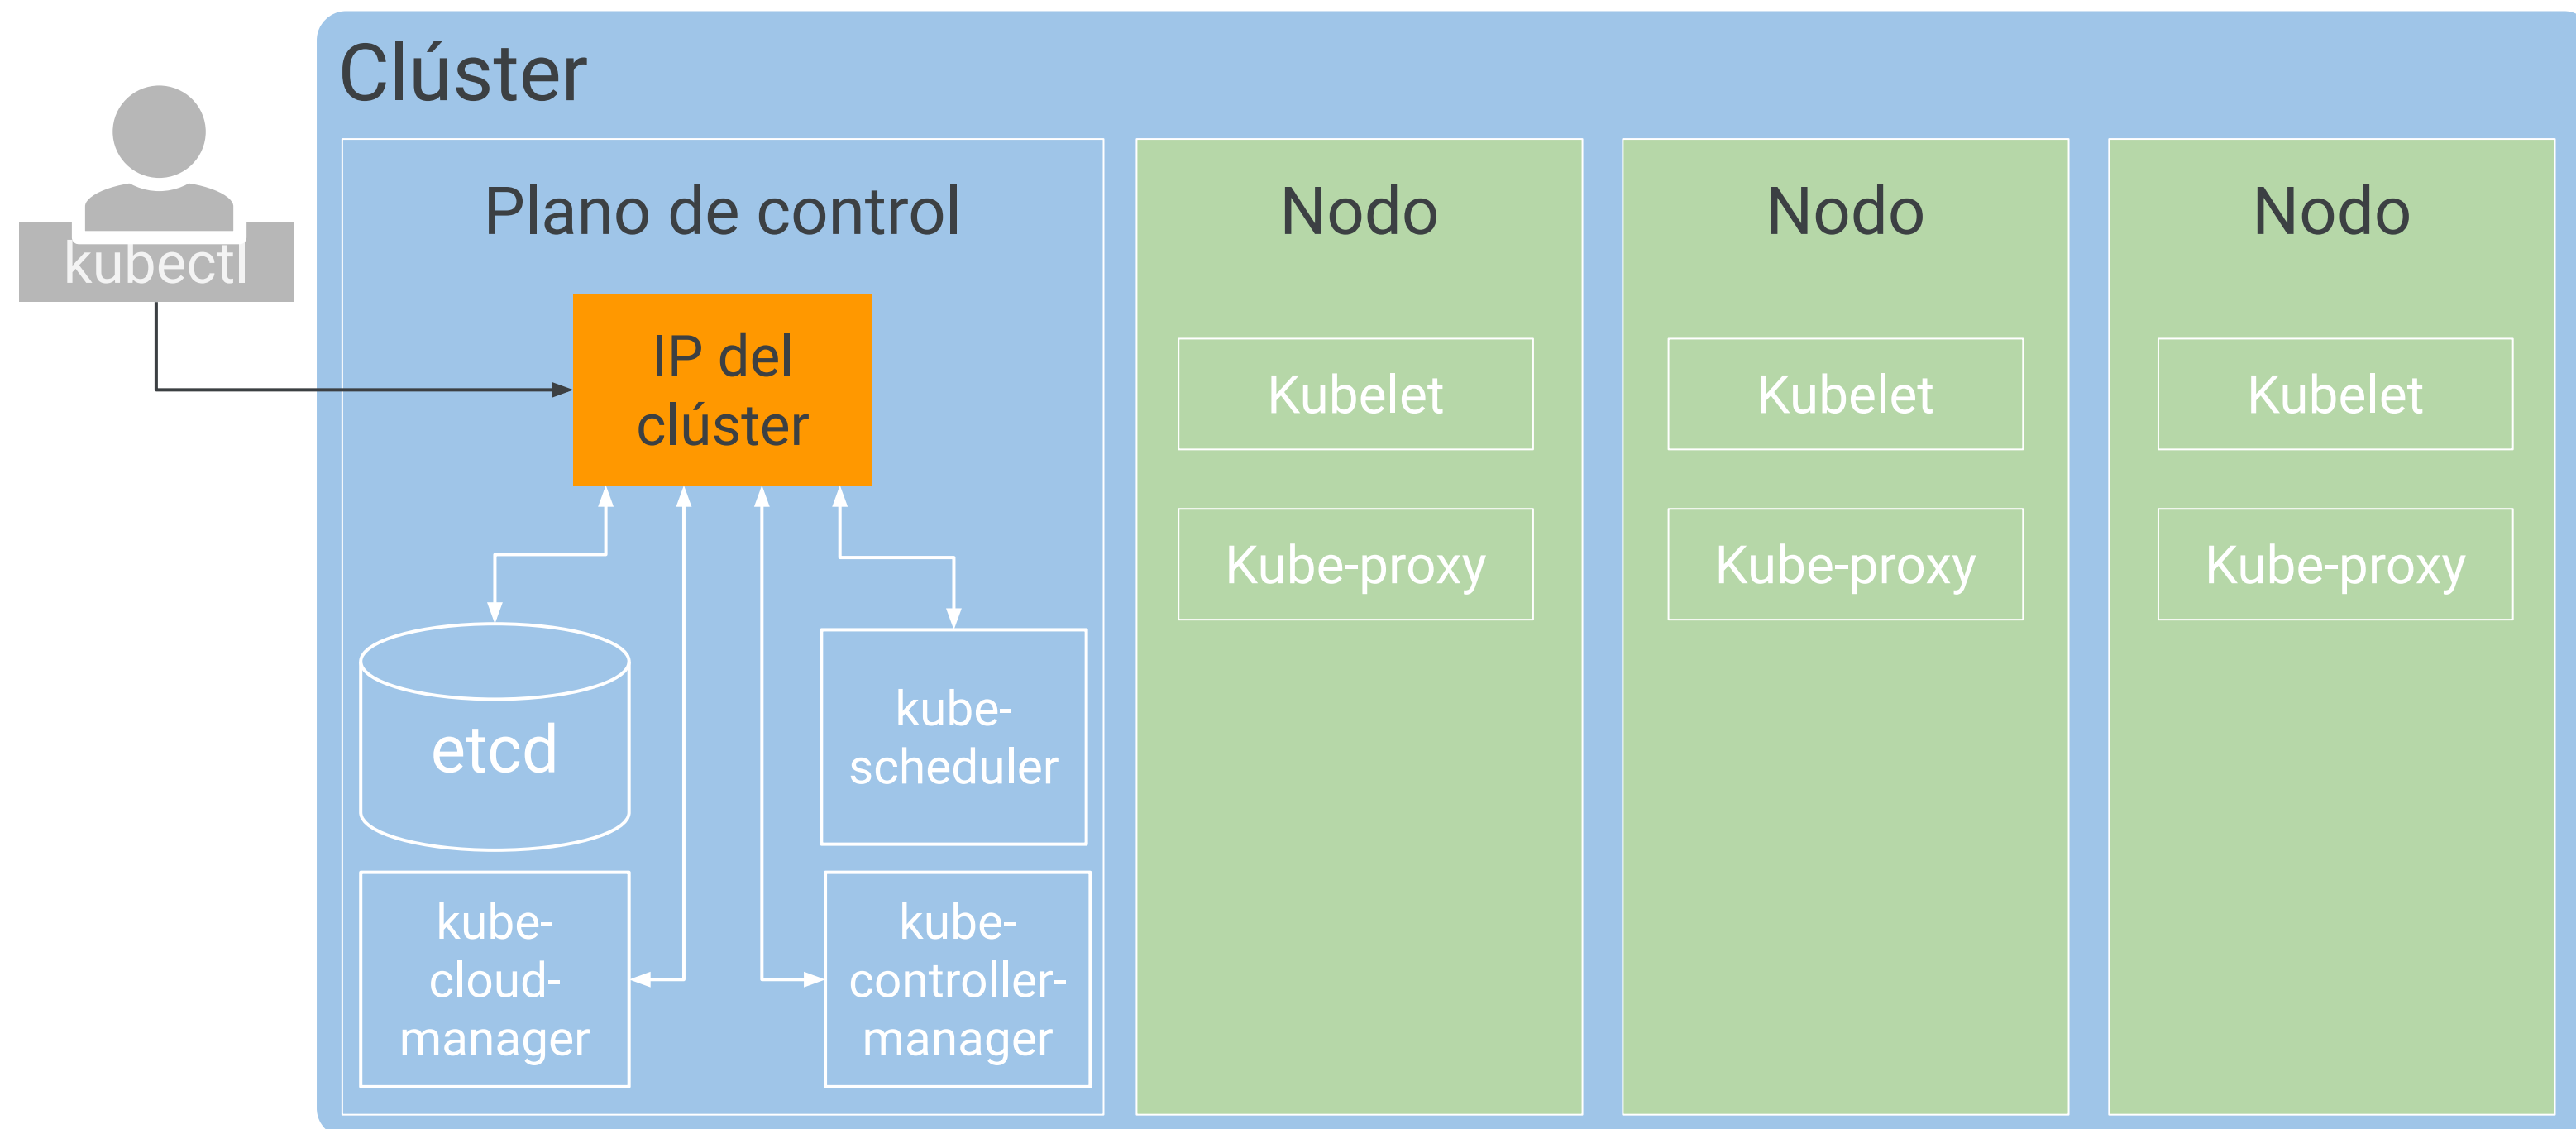 Clúster
kubectl
Plano de control
IP del
clúster
etcd
kube-
scheduler
kube-
cloud-
manager
kube-
controller-
manager
Nodo
Kubelet
Kube-proxy
Nodo
Kubelet
Kube-proxy
Nodo
Kubelet
Kube-proxy